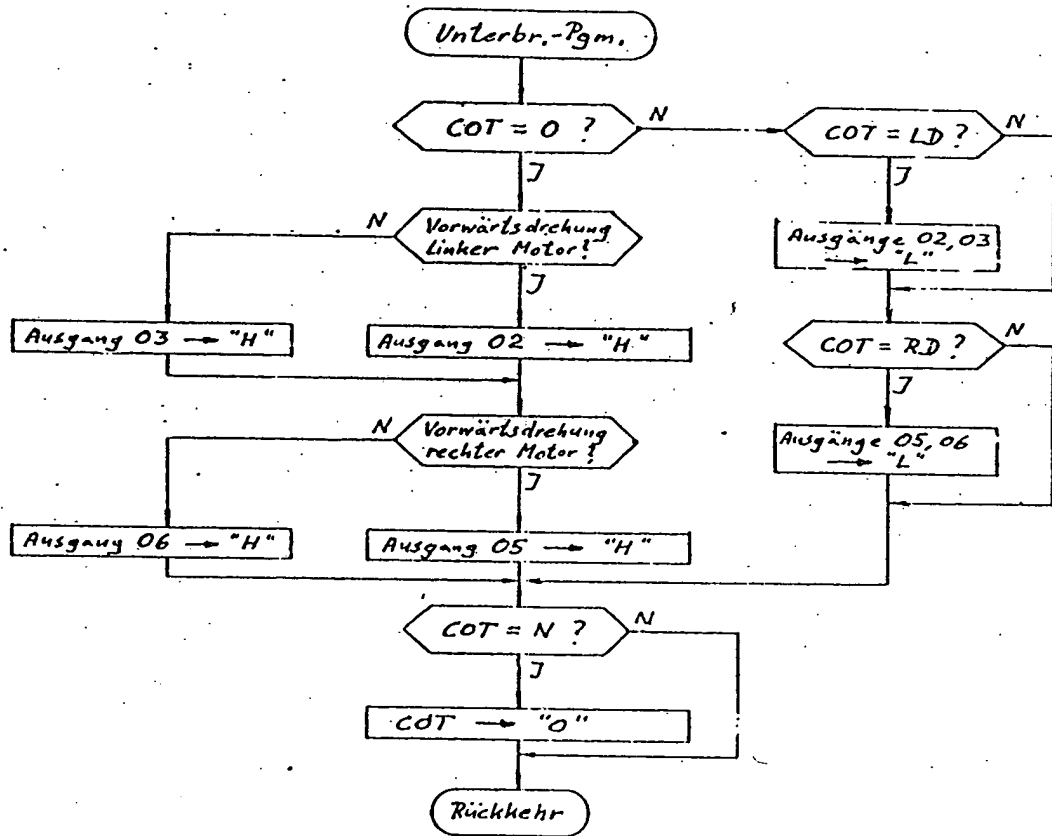 Unterbr.-Pgm.
COT = 0 ?
N
J
COT = LD ?
N
J
Vorwärtsdrehung
Linker Motor?
N
J
Ausgänge 02,03
→ "L"
Ausgang 03 → "H"
Ausgang 02 → "H"
COT = RD ?
N
J
Vorwärtsdrehung
rechter Motor?
N
J
Ausgänge 05,06
→ "L"
Ausgang 06 → "H"
Ausgang 05 → "H"
COT = N ?
N
J
COT → "0"
Rückkehr